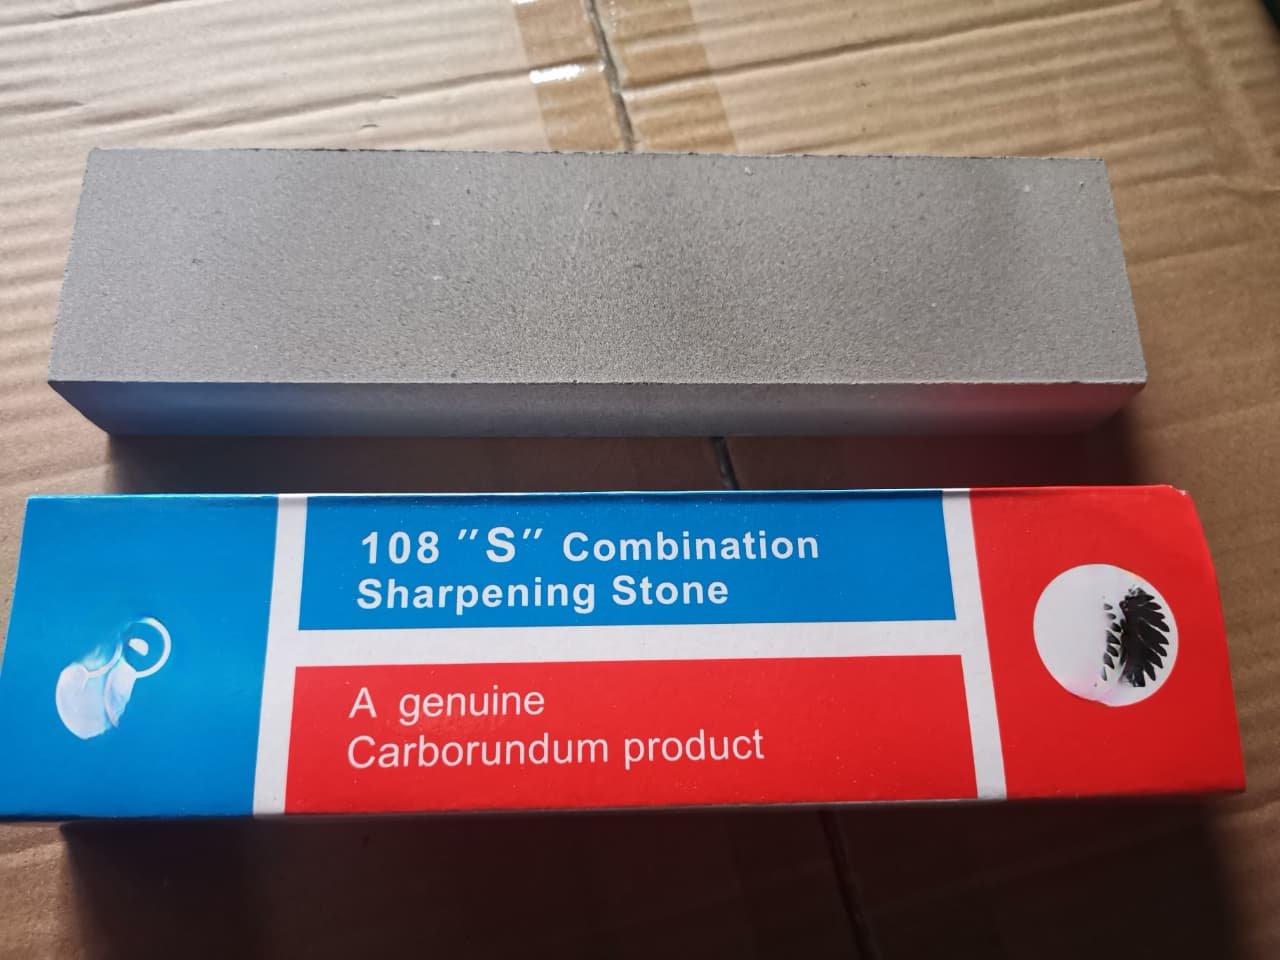 108 "S" Combination
Sharpening Stone
A genuine
Carborundum product